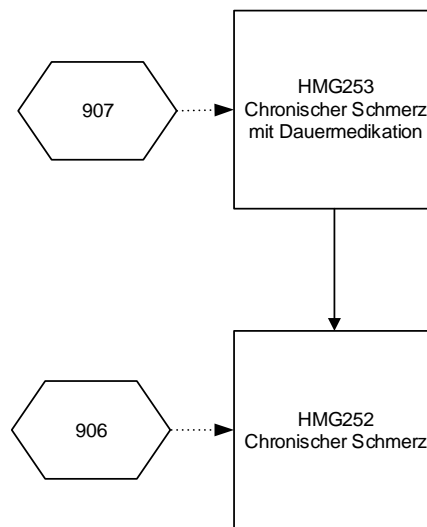 907
HMG253
Chronischer Schmerz
mit Dauermedikation
906
HMG252
Chronischer Schmerz